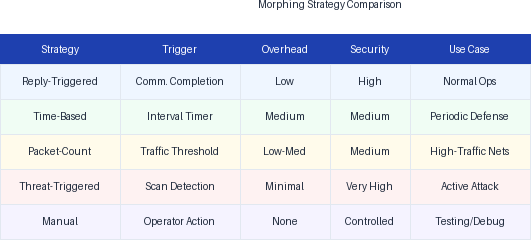 Morphing Strategy Comparison
Strategy Trigger Overhead Security Use Case
Reply-Triggered Comm. Completion Low High Normal Ops
Time-Based Interval Timer Medium Medium Periodic Defense
Packet-Count Traffic Threshold Low-Med Medium High-Traffic Nets
Threat-Triggered Scan Detection Minimal Very High Active Attack
Manual Operator Action None Controlled Testing/Debug